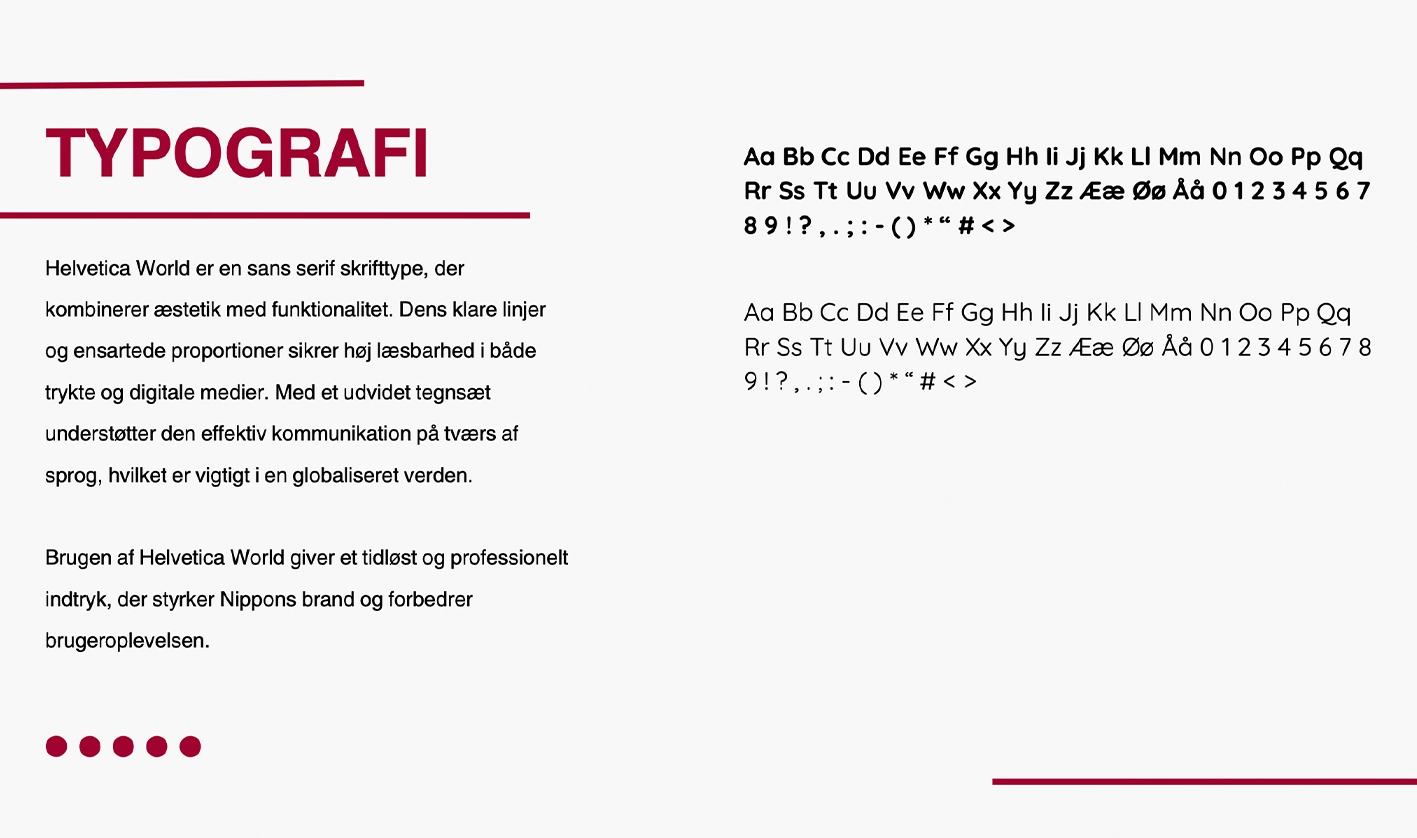 TYPOGRAFI
Helvetica World er en sans serif skrifttype, der
kombinerer æstetik med funktionalitet. Dens klare linjer
og ensartede proportioner sikrer høj læsbarhed i både
trykte og digitale medier. Med et udvidet tegnsæt
understøtter den effektiv kommunikation på tværs af
sprog, hvilket er vigtigt i en globaliseret verden.
Brugen af Helvetica World giver et tidløst og professionelt
indtryk, der styrker Nippons brand og forbedrer
brugeroplevelsen.
Aa Bb Cc Dd Ee Ff Gg Hh Ii Jj Kk Ll Mm Nn Oo Pp Qq
Rr Ss Tt Uu Vv Ww Xx Yy Zz Ææ Øø Åå 0 1 2 3 4 5 6 7
8 9 ! ? , . ; : - ( ) * “ # < >
Aa Bb Cc Dd Ee Ff Gg Hh Ii Jj Kk Ll Mm Nn Oo Pp Qq
Rr Ss Tt Uu Vv Ww Xx Yy Zz Ææ Øø Åå 0 1 2 3 4 5 6 7 8
9 ! ? , . ; : - ( ) * “ # < >